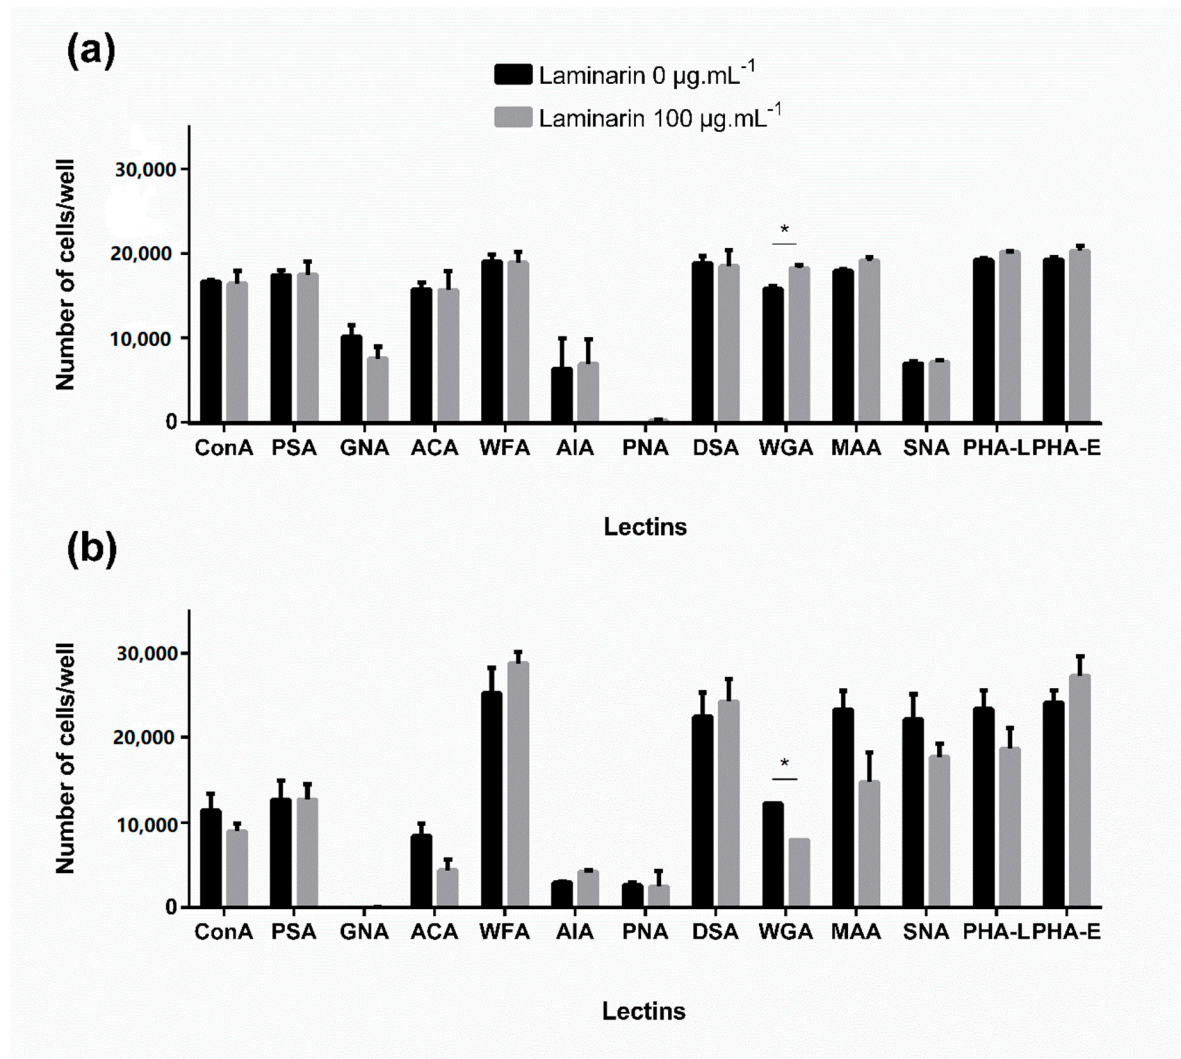 (a)
Laminarin 0 µg.mL-1
Laminarin 100 µg.mL-1
Number of cells/well
30,000
20,000
10,000
0
ConA PSA GNA ACA WFA AIA PNA DSA WGA MAA SNA PHA-L PHA-E
*
Lectins
(b)
Number of cells/well
30,000
20,000
10,000
0
*
ConA PSA GNA ACA WFA AIA PNA DSA WGA MAA SNA PHA-L PHA-E
Lectins